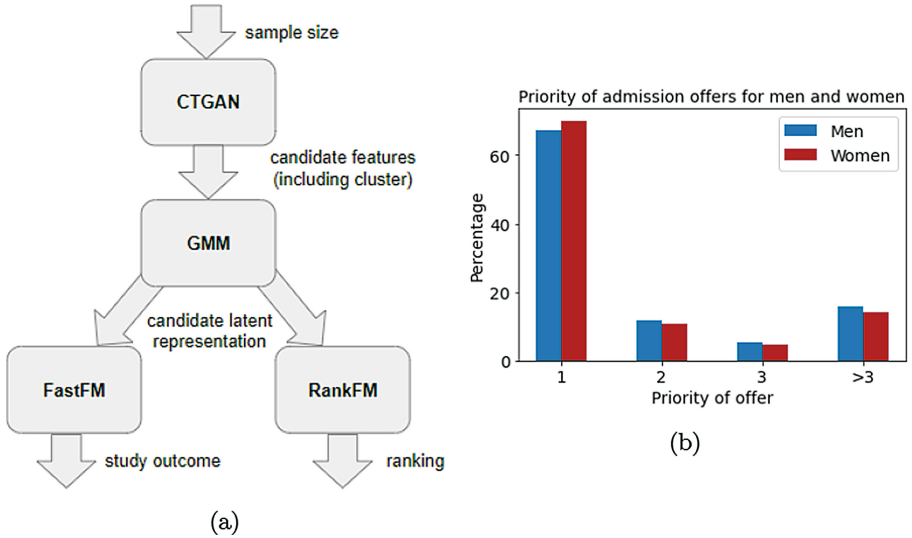 sample size
CTGAN
candidate features
(including cluster)
GMM
candidate latent
representation
FastFM
RankFM
study outcome
ranking
(a)
Priority of admission offers for men and women
Men
Women
Percentage
60
40
20
0
1
2
3
>3
Priority of offer
(b)